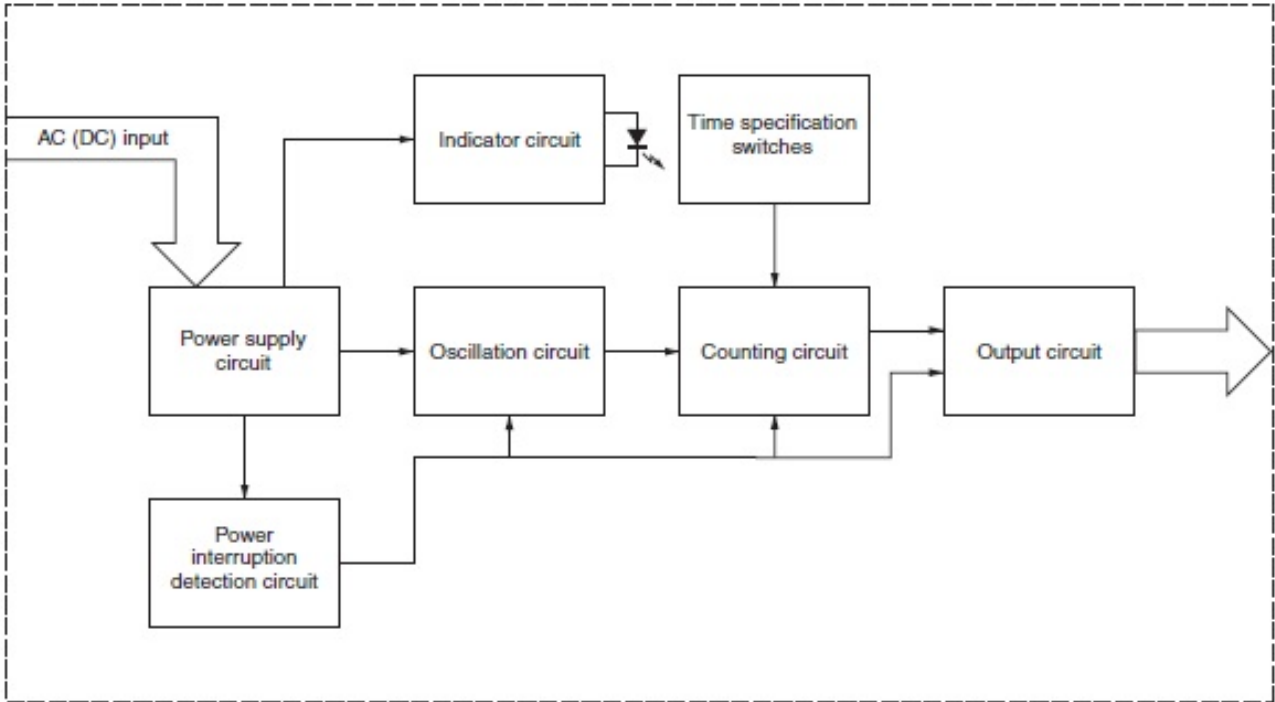 AC (DC) input
Indicator circuit
Time specification
switches
Power supply
circuit
Oscillation circuit
Counting circuit
Output circuit
Power
interruption
detection circuit